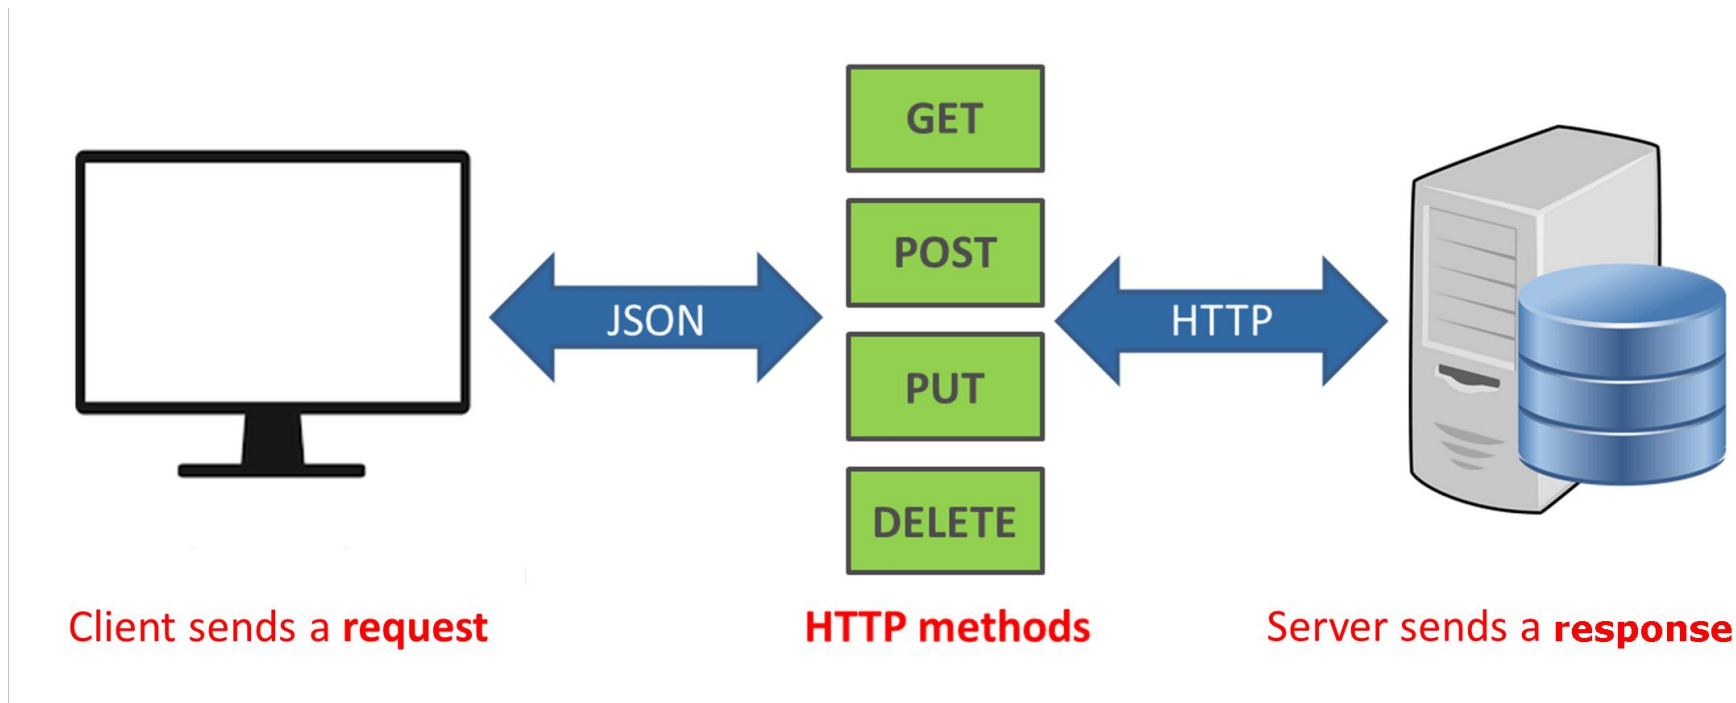 GET
POST
PUT
DELETE
JSON
HTTP
Client sends a request
HTTP methods
Server sends a response